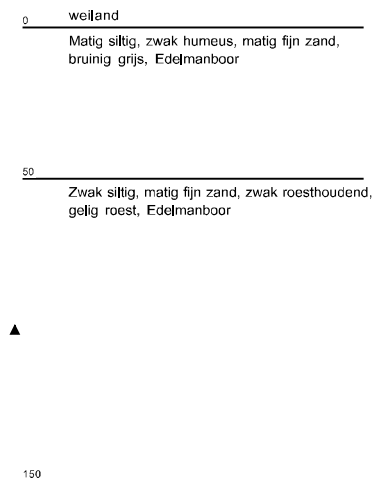 0 weiland
Matig siltig, zwak humeus, matig fijn zand,
bruinig grijs, Edelmanboor
50
Zwak siltig, matig fijn zand, zwak roesthoudend,
gelig roest, Edelmanboor
150